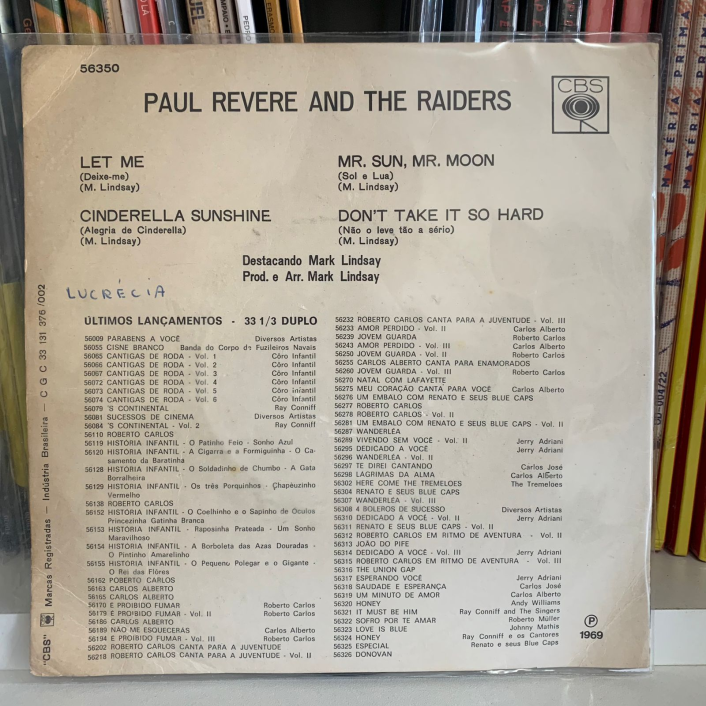 56350
PAUL REVERE AND THE RAIDERS
CBS
LET ME
(Deixe-me)
(M. Lindsay)
MR. SUN, MR. MOON
(Sol e Lua)
(M. Lindsay)
CINDERELLA SUNSHINE
(Alegria de Cinderella)
(M. Lindsay)
DON'T TAKE IT SO HARD
(Não o leve tão a sério)
(M. Lindsay)
Destacando Mark Lindsay
Prod. e Arr. Mark Lindsay
LUCRÉCIA
ÚLTIMOS LANÇAMENTOS - 33 1/3 DUPLO
56009 PARABENS A VOCÊ Diversos Artistas
56055 CISNE BRANCO Banda do Corpo de Fuzileiros Navais
56065 CANTIGAS DE RODA - Vol. 1 Côro Infantil
56066 CANTIGAS DE RODA - Vol. 2 Côro Infantil
56067 CANTIGAS DE RODA - Vol. 3 Côro Infantil
56072 CANTIGAS DE RODA - Vol. 4 Côro Infantil
56073 CANTIGAS DE RODA - Vol. 5 Côro Infantil
56074 CANTIGAS DE RODA - Vol. 6 Côro Infantil
56079 'S CONTINENTAL Ray Conniff
56081 SUCESSOS DE CINEMA Diversos Artistas
56084 'S CONTINENTAL - Vol. 2 Ray Conniff
56110 ROBERTO CARLOS
56119 HISTORIA INFANTIL - O Patinho Feio - Sonho Azul
56120 HISTORIA INFANTIL - A Cigarra e a Formiguinha - O Ca-
samento da Baratinha
56128 HISTORIA INFANTIL - O Soldadinho de Chumbo - A Gata
Borralheira
56129 HISTORIA INFANTIL - Os três Porquinhos - Chapèuzinho
Vermelho
56138 ROBERTO CARLOS
56152 HISTORIA INFANTIL - O Coelhinho e o Sapinho de Óculos
Princezinha Gatinha Branca
56153 HISTORIA INFANTIL - Raposinha Prateada - Um Sonho
Maravilhoso
56154 HISTORIA INFANTIL - A Borboleta das Azas Douradas -
O Pintinho Amarelinho
56155 HISTORIA INFANTIL - O Pequenu Polegar e o Gigante -
O Rei das Flôres
56162 POBERTO CARLOS
56163 CARLOS ALBERTO
56165 CARLOS ALBERTO
56170 E PROIBIDO FUMAR Roberto Carlos
56179 E PROIBIDO FUMAR - Vol. II Roberto Carlos
56186 CARLOS ALBERTO
56189 NÃO ME ESQUECERAS Carlos Alberto
56194 E PROIBIDO FUMAR - Vol. III Roberto Carlos
56202 ROBERTO CARLOS CANTA PARA A JUVENTUDE
56218 ROBERTO CARLOS CANTA PARA A JUVENTUDE - Vol. II
56232 ROBERTO CARLOS CANTA PARA A JUVENTUDE - Vol. III
56233 AMOR PERDIDO - Vol. II Carlos Alberto
56239 JOVEM GUARDA Roberto Carlos
56243 AMOR PERDIDO - Vol. III Carlos Alberto
56250 JOVEM GUARDA - Vol. II Roberto Carlos
56255 CARLOS ALBERTO CANTA PARA ENAMORADOS
56260 JOVEM GUARDA - Vol. III Roberto Carlos
56270 NATAL COM LAFAYETTE
56275 MEU CORAÇÃO CANTA PARA VOCÊ Carlos Alberto
56276 UM EMBALO COM RENATO E SEUS BLUE CAPS
56277 ROBERTO CARLOS
56278 ROBERTO CARLOS - Vol. II
56281 UM EMBALO COM RENATO E SEUS BLUE CAPS - Vol. II
56287 WANDERLÉA
56289 VIVENDO SEM VOCÊ - Vol. II Jerry Adriani
56295 DEDICADO A VOCÊ Jerry Adriani
56296 WANDERLÉA - Vol. II
56297 TE DIREI CANTANDO Carlos José
56298 LAGRIMAS DA ALMA Carlos Alberto
56302 HERE COME THE TREMELOES The Tremeloes
56304 RENATO E SEUS BLUE CAPS
56307 WANDERLÉA - Vol. III
56308 4 BOLEROS DE SUCESSO Diversos Artistas
56310 DEDICADO A VOCÊ - Vol. II Jerry Adriani
56311 RENATO E SEUS BLUE CAPS - Vol. II
56312 ROBERTO CARLOS EM RITMO DE AVENTURA - Vol. II
56313 JOÃO DO PIFE
56314 DEDICADO A VOCÊ - Vol. III Jerry Adriani
56315 ROBERTO CARLOS EM RITMO DE AVENTURA - Vol. III
56316 THE UNION GAP
56317 ESPERANDO VOCÊ Jerry Adriani
56318 SAUDADE E ESPERANÇA Carlos José
56319 UM MINUTO DE AMOR Carlos Alberto
56320 HONEY Andy Williams
56321 IT MUST BE HIM Ray Conniff and The Singers
56322 SOFRO POR TE AMAR Roberto Müller
56323 LOVE IS BLUE Johnny Mathis
56324 HONEY Ray Conniff e os Cantores
56325 ESPECIAL Renato e seus Blue Caps
56326 DONOVAN
P
1969
"CBS" Marcas Registradas — Indústria Brasileira — C G C 33 131 376/002
MATÉRIA PRIMA
MATÉRIA PRIMA